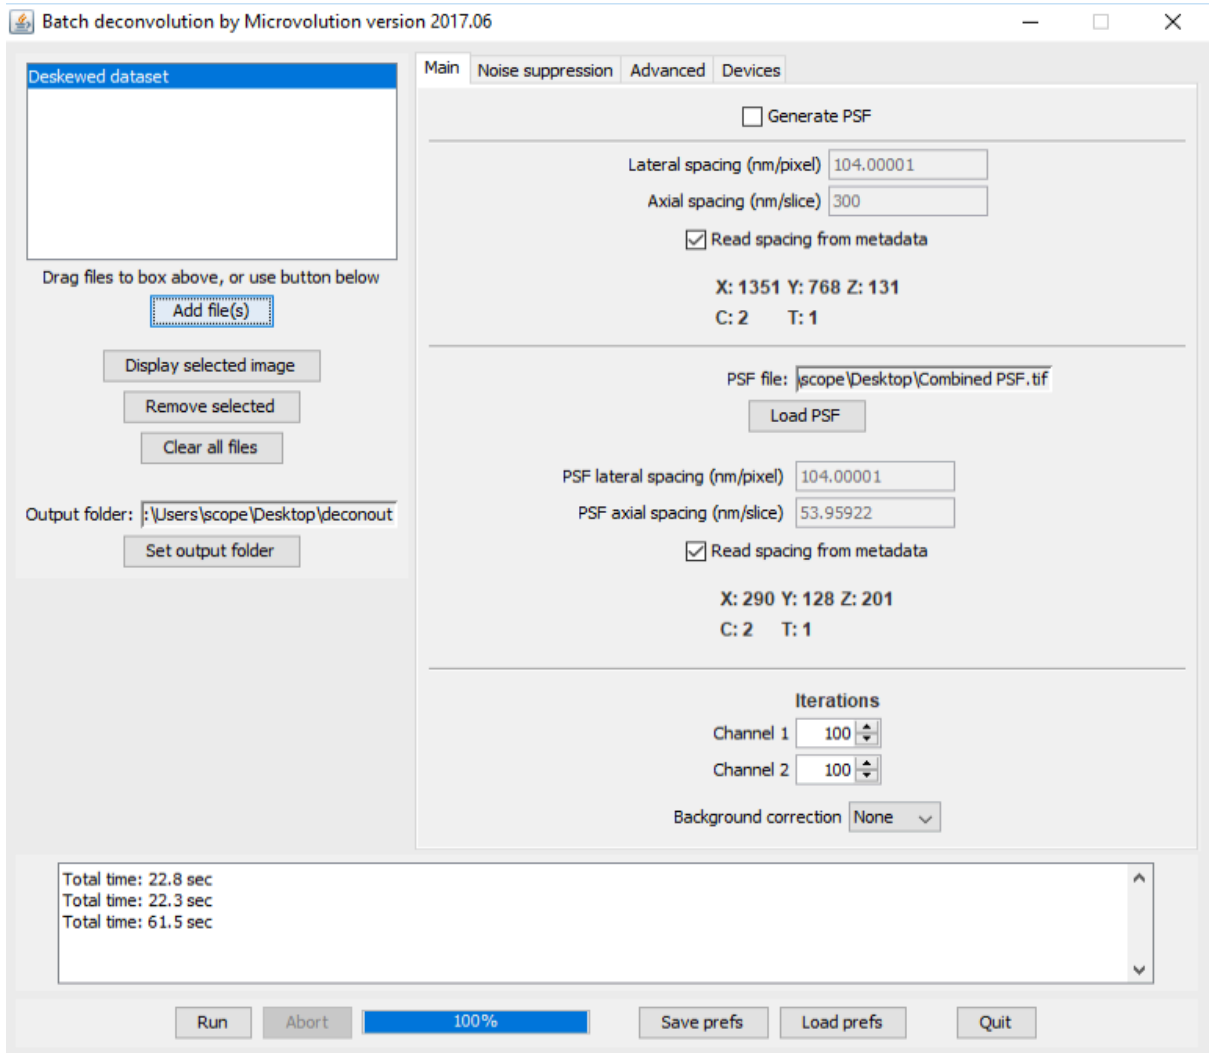 Batch deconvolution by Microvolution version 2017.06
Deskewed dataset
Drag files to box above, or use button below
Add file(s)
Display selected image
Remove selected
Clear all files
Output folder: :\Users\scope\Desktop\deconout
Set output folder
Main Noise suppression Advanced Devices
Generate PSF
Lateral spacing (nm/pixel) 104.00001
Axial spacing (nm/slice) 300
Read spacing from metadata
X: 1351 Y: 768 Z: 131
C: 2 T: 1
PSF file: \scope\Desktop\Combined PSF.tif
Load PSF
PSF lateral spacing (nm/pixel) 104.00001
PSF axial spacing (nm/slice) 53.95922
Read spacing from metadata
X: 290 Y: 128 Z: 201
C: 2 T: 1
Iterations
Channel 1 100
Channel 2 100
Background correction None
Total time: 22.8 sec
Total time: 22.3 sec
Total time: 61.5 sec
Run Abort 100% Save prefs Load prefs Quit